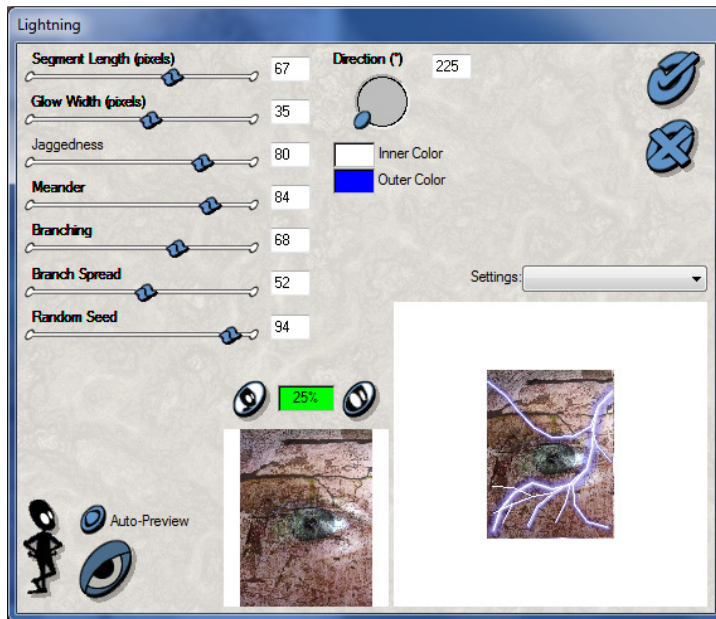 Lightning
Segment Length (pixels)
67
Glow Width (pixels)
35
Jaggedness
80
Meander
84
Branching
68
Branch Spread
52
Random Seed
94
Direction (°)
225
Inner Color
Outer Color
Settings:
25%
Auto-Preview